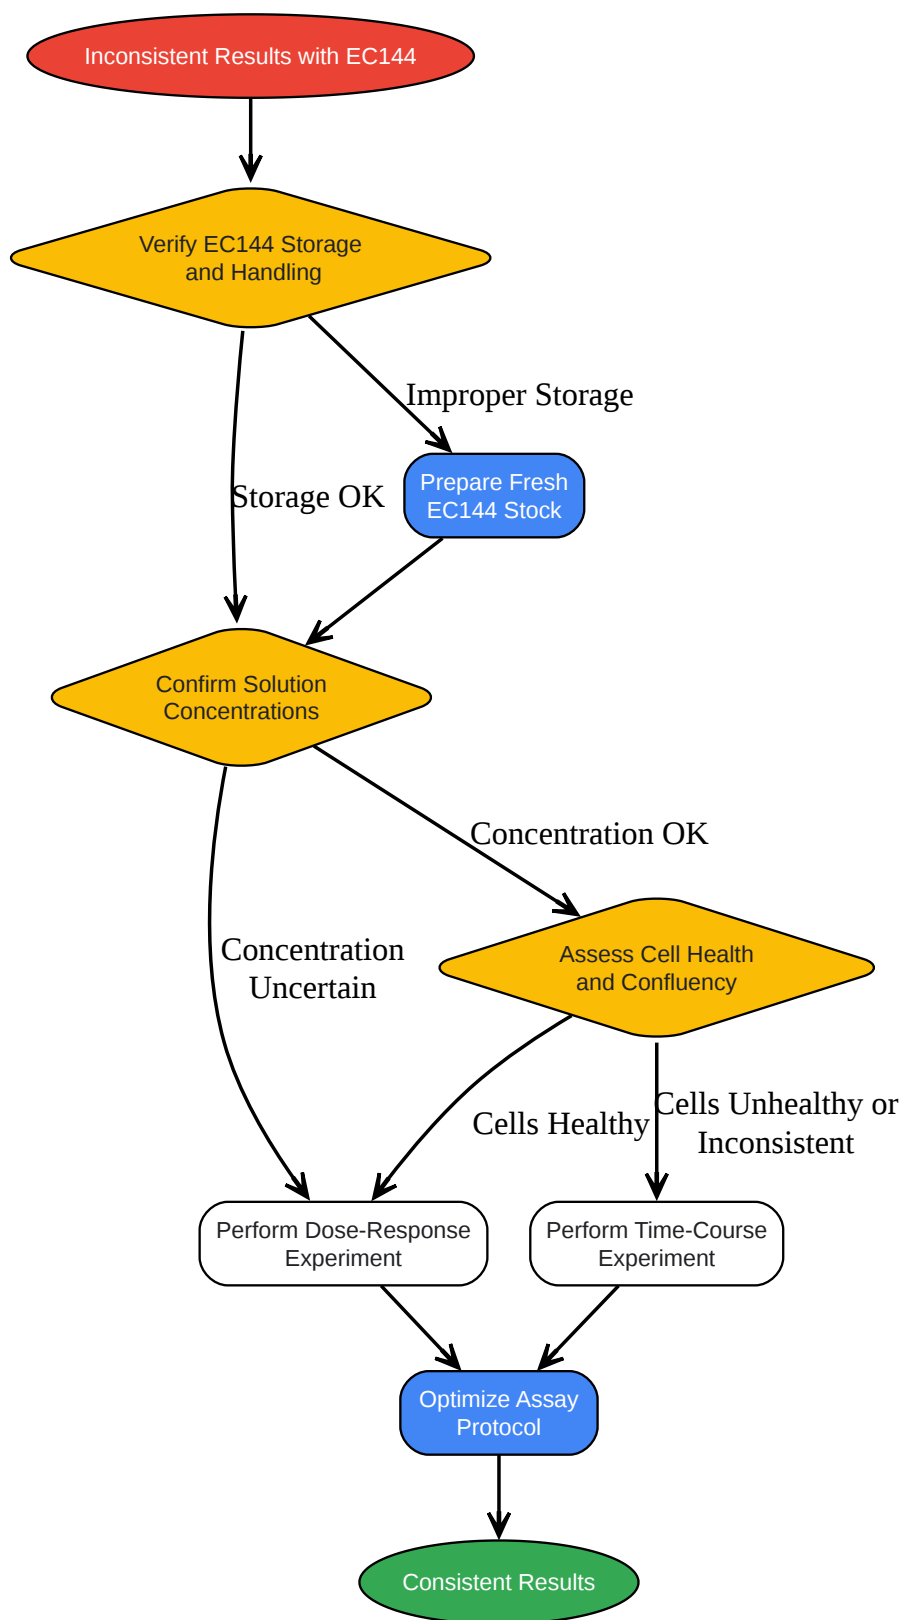 Inconsistent Results with EC144
Verify EC144 Storage
and Handling
Improper Storage
Storage OK
Prepare Fresh
EC144 Stock
Confirm Solution
Concentrations
Concentration OK
Concentration
Uncertain
Assess Cell Health
and Confluency
Cells Healthy
Cells Unhealthy or
Inconsistent
Perform Dose-Response
Experiment
Perform Time-Course
Experiment
Optimize Assay
Protocol
Consistent Results